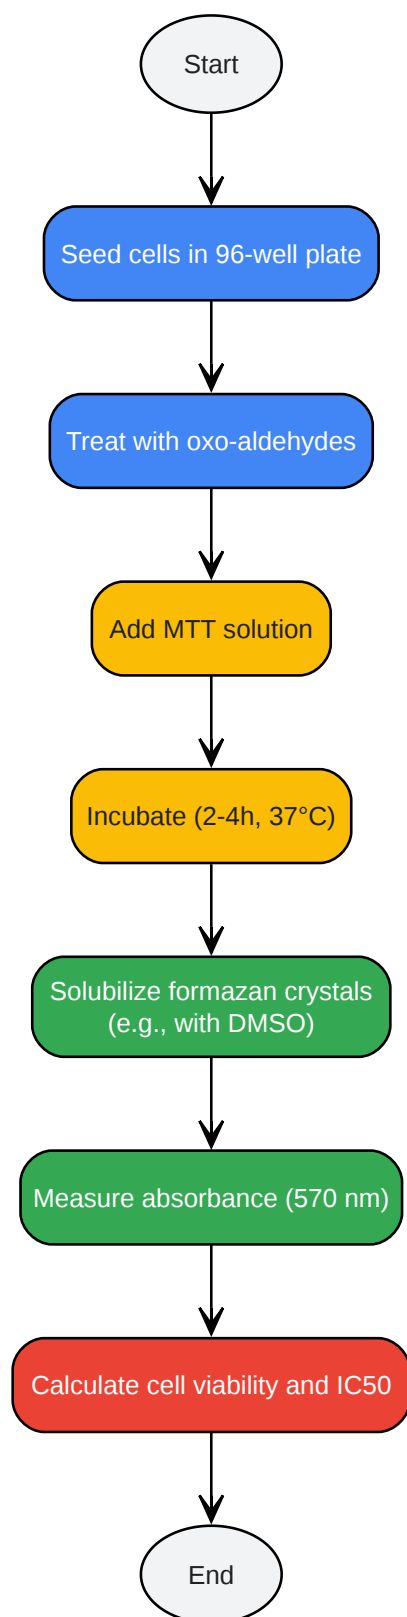 Start
Seed cells in 96-well plate
Treat with oxo-aldehydes
Add MTT solution
Incubate (2-4h, 37°C)
Solubilize formazan crystals
(e.g., with DMSO)
Measure absorbance (570 nm)
Calculate cell viability and IC50
End